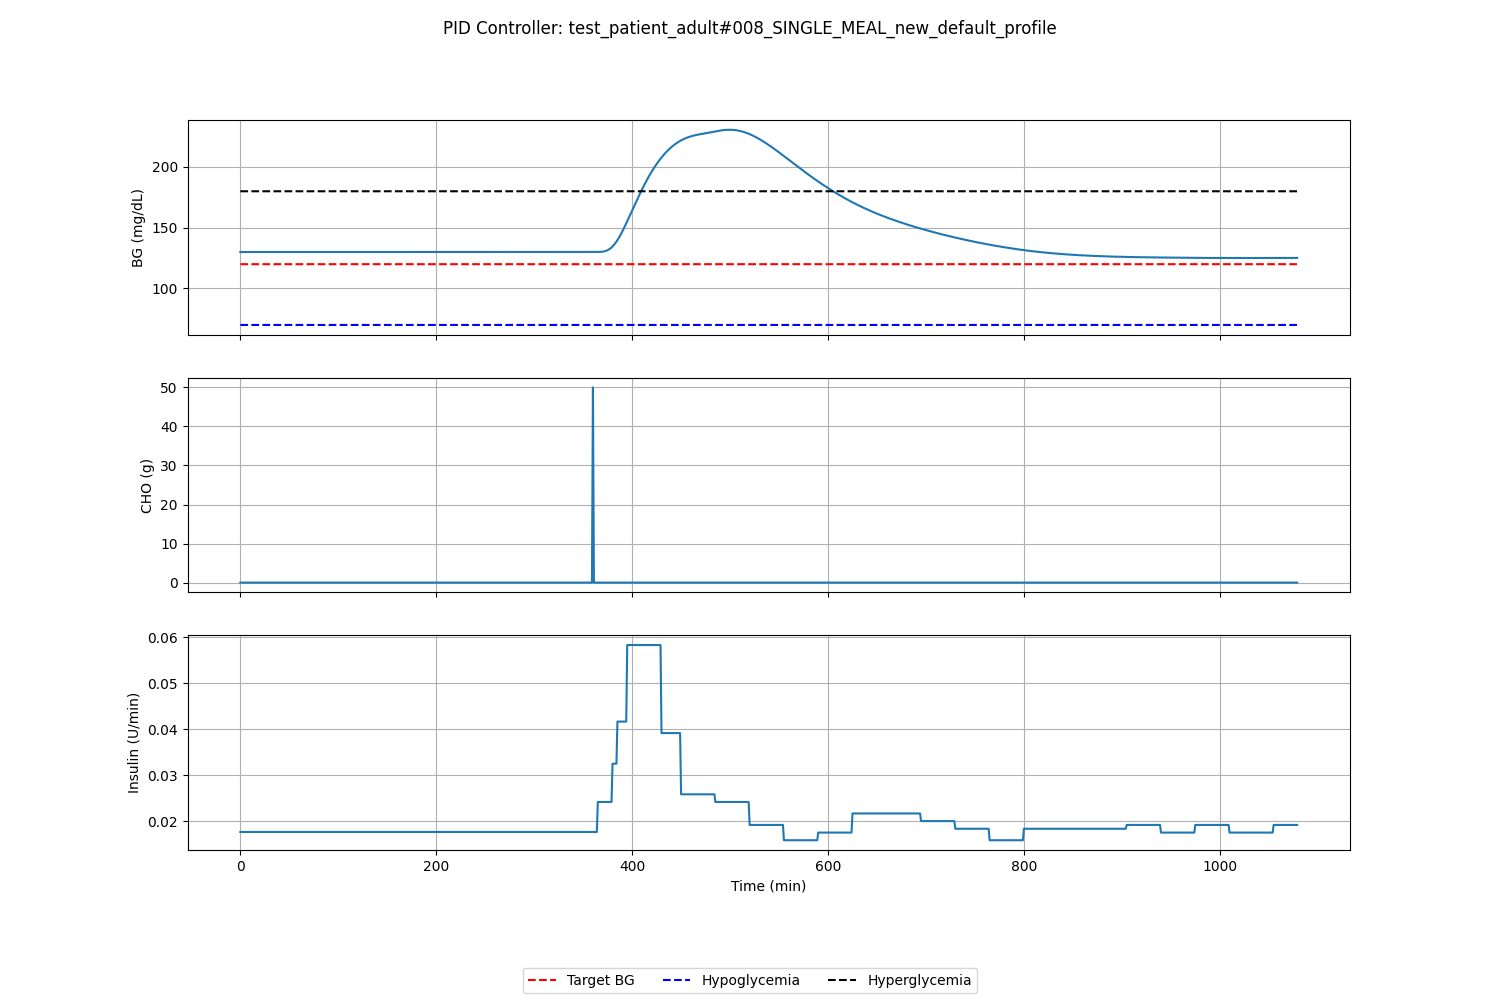 PID Controller: test_patient_adult#008_SINGLE_MEAL_new_default_profile
BG (mg/dL)
200
150
100
CHO (g)
50
40
30
20
10
0
Insulin (U/min)
0.06
0.05
0.04
0.03
0.02
0 200 400 600 800 1000
Time (min)
Target BG Hypoglycemia Hyperglycemia